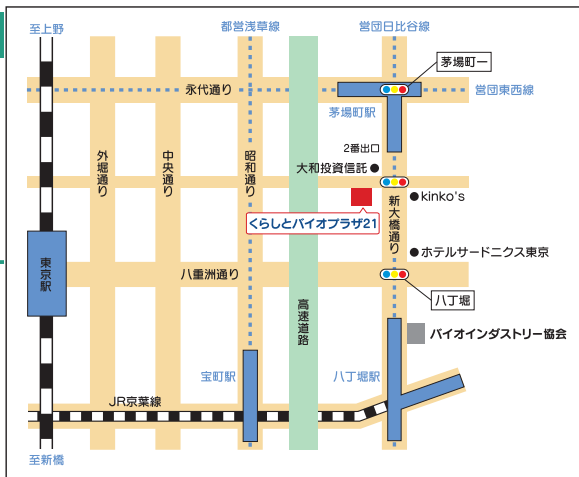 至上野
都営浅草線
営団日比谷線
茅場町一
永代通り
営団東西線
茅場町駅
2番出口
大和投資信託
外堀通り
中央通り
昭和通り
kinko's
くらしとバイオプラザ21
新大橋通り
ホテルサードニクス東京
東京駅
八重洲通り
八丁堀
高速道路
バイオインダストリー協会
宝町駅
八丁堀駅
JR京葉線
至新橋